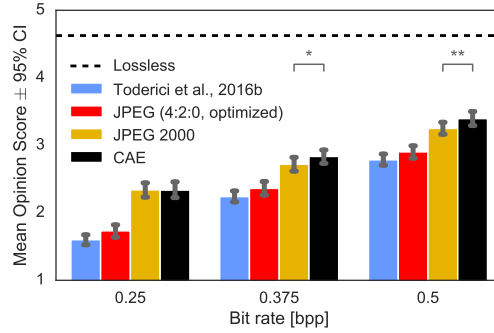 5
4
3
2
1
Mean Opinion Score ± 95% CI
Lossless
Toderici et al., 2016b
JPEG (4:2:0, optimized)
JPEG 2000
CAE
*
**
0.25 0.375 0.5
Bit rate [bpp]